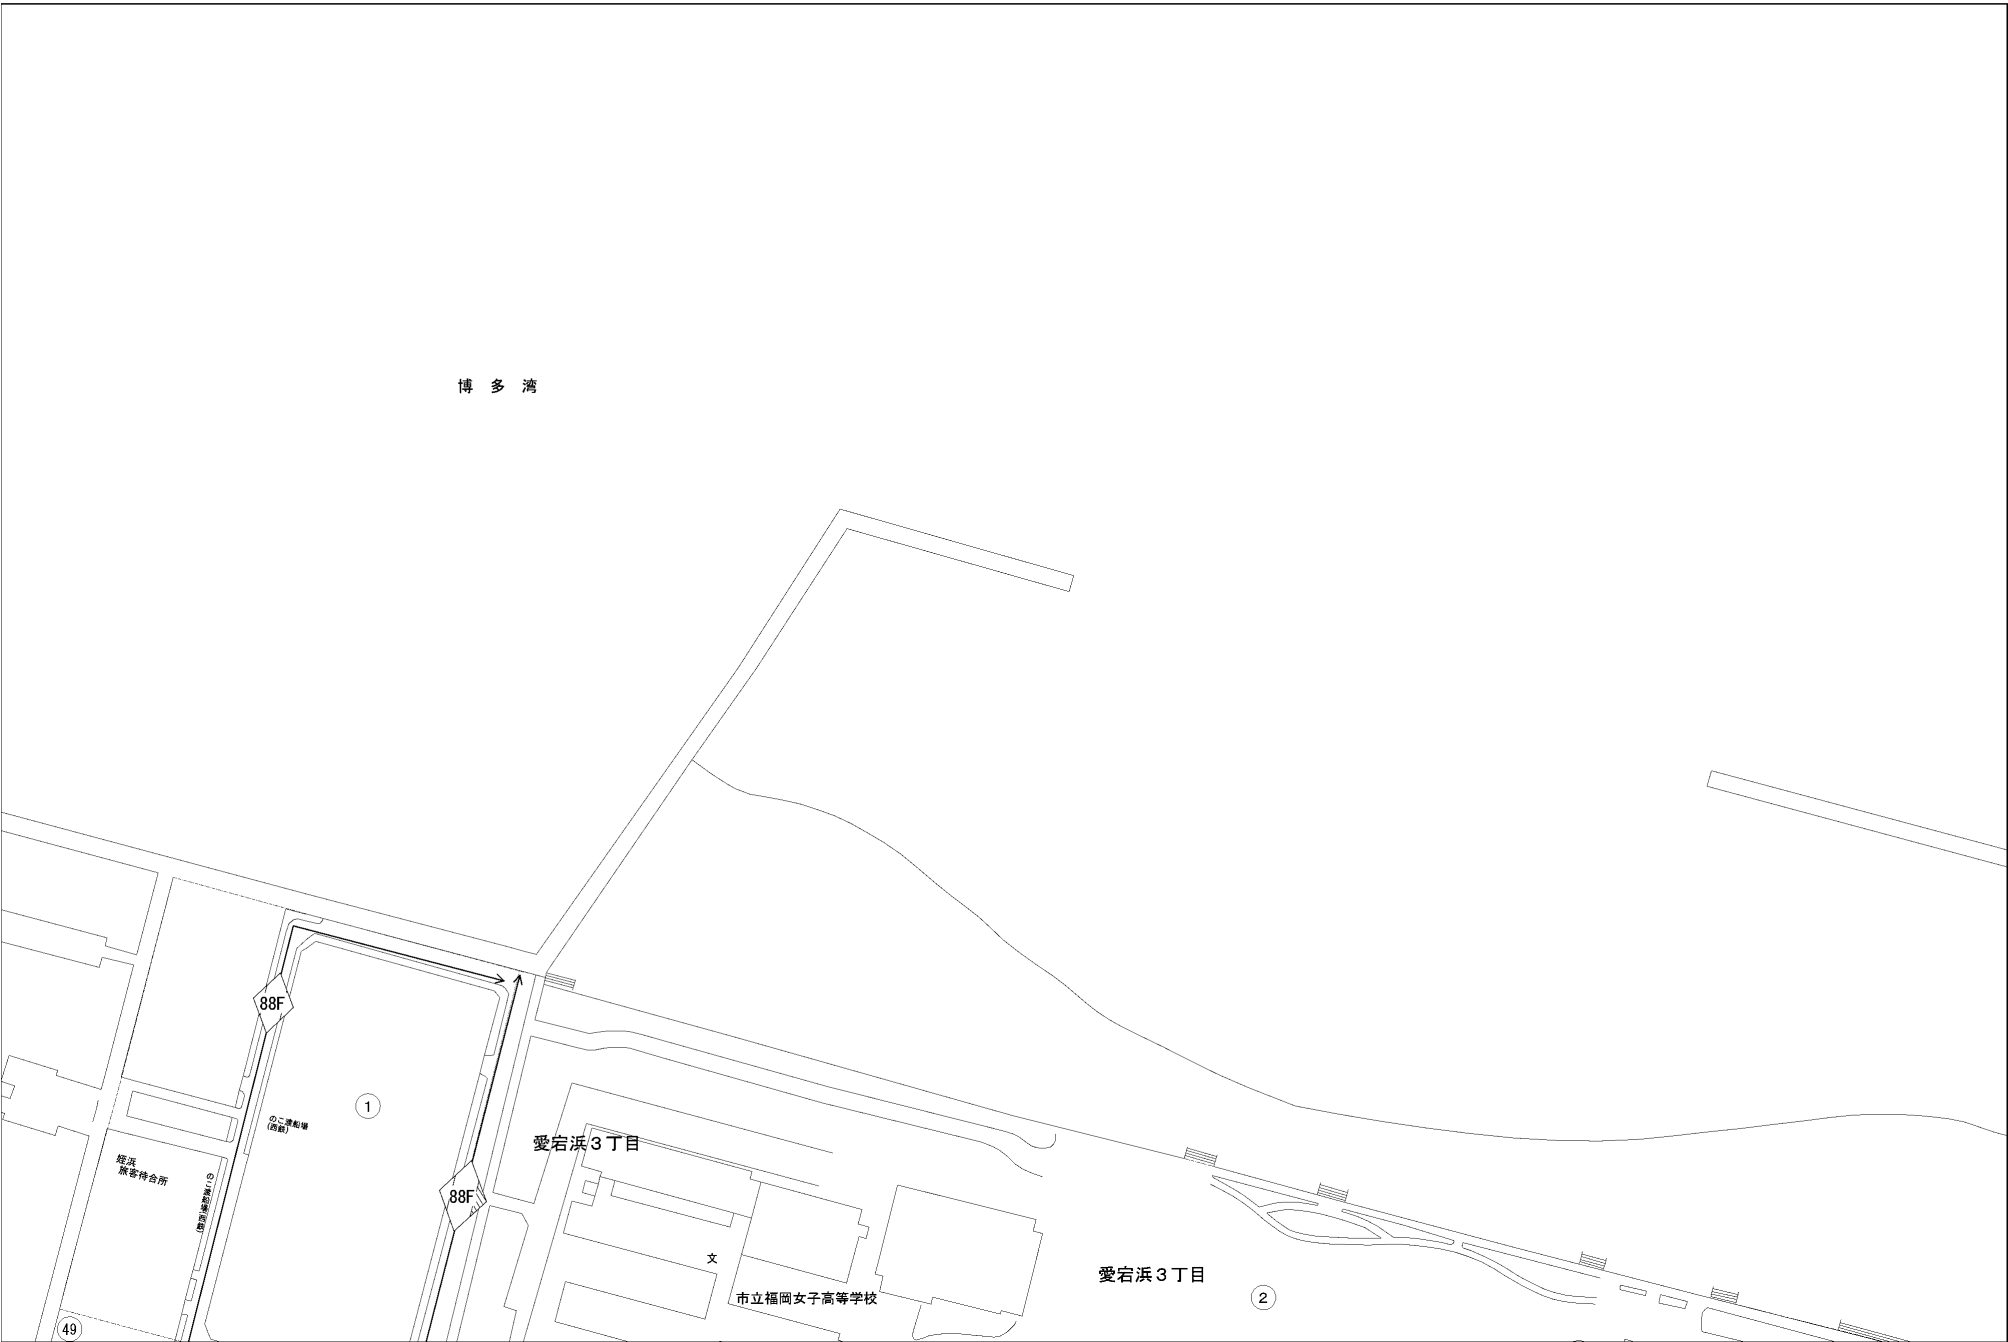 博 多 湾
88F
1
のこ渡船場
(西鉄)
愛宕浜3丁目
姪浜
旅客待合所
のこ渡船場(西鉄)
88F
文
愛宕浜3丁目
市立福岡女子高等学校
2
49